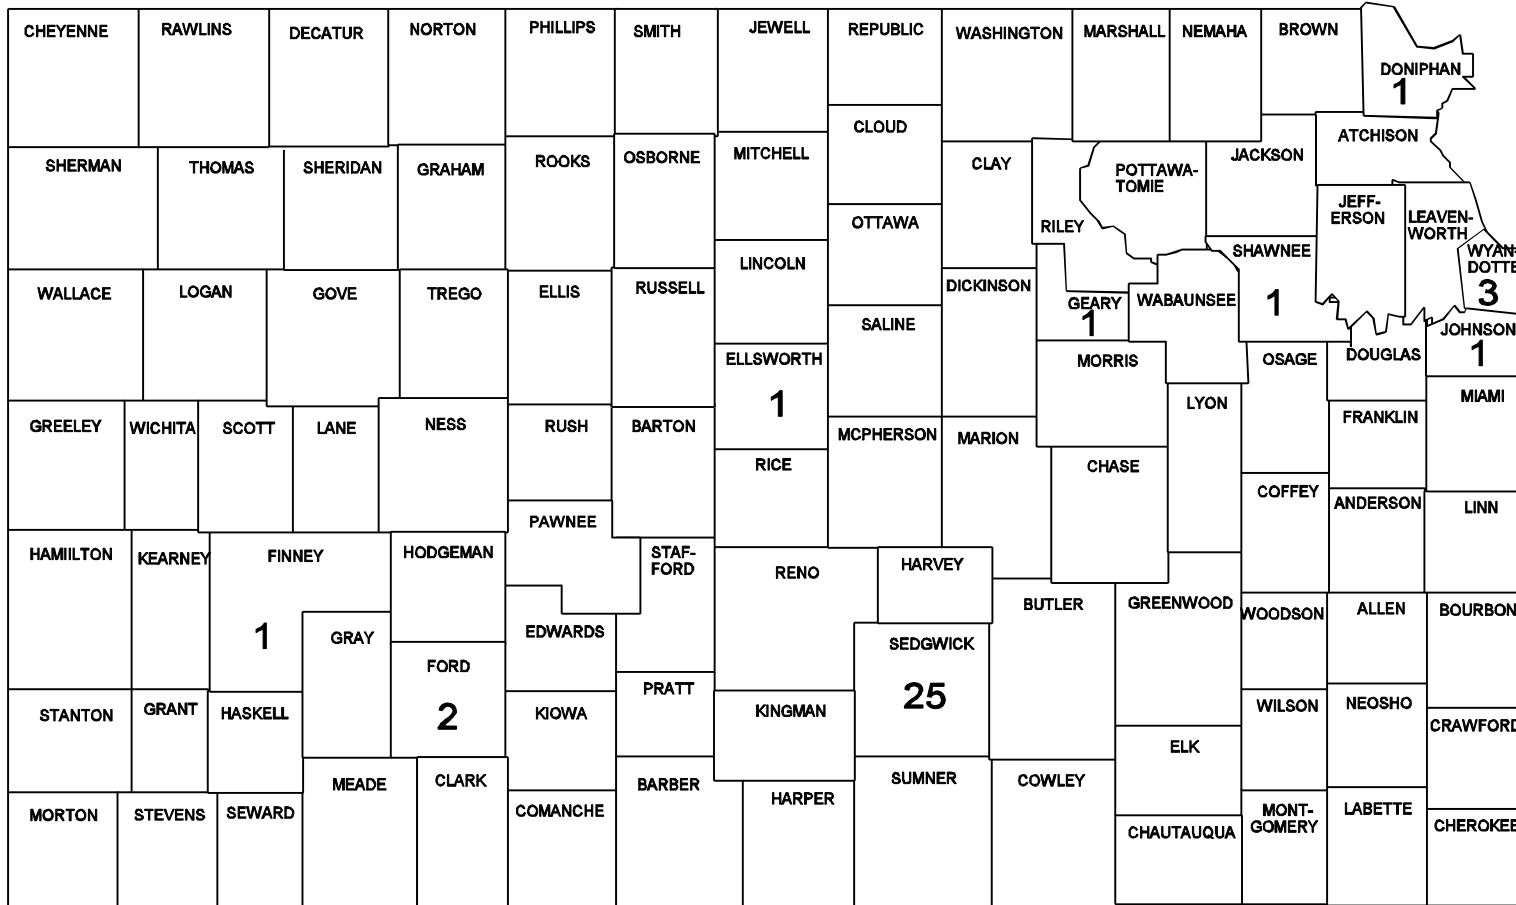 CHEYENNE
RAWLINS
DECATUR
NORTON
PHILLIPS
SMITH
JEWELL
REPUBLIC
WASHINGTON
MARSHALL
NEMAHA
BROWN
DONIPHAN
1
CLOUD
ATCHISON
SHERMAN
THOMAS
SHERIDAN
GRAHAM
ROOKS
OSBORNE
MITCHELL
CLAY
POTTAWA-
TOMIE
JACKSON
RILEY
OTTAWA
JEFF-
ERSON
LEAVEN-
WORTH
WYAN-
DOTTE
3
SHAWNEE
1
WALLACE
LOGAN
GOVE
TREGO
ELLIS
RUSSELL
LINCOLN
DICKINSON
GEARY
1
WABAUNSEE
SALINE
JOHNSON
1
ELLSWORTH
1
MORRIS
OSAGE
DOUGLAS
MIAMI
GREELEY
WICHITA
SCOTT
LANE
NESS
RUSH
BARTON
MCPHERSON
MARION
LYON
FRANKLIN
RICE
CHASE
COFFEY
ANDERSON
LINN
PAWNEE
HAMIILTON
KEARNEY
FINNEY
1
HODGEMAN
STAF-
FORD
RENO
HARVEY
BUTLER
GREENWOOD
WOODSON
ALLEN
BOURBON
GRAY
EDWARDS
SEDGWICK
25
FORD
2
STANTON
GRANT
HASKELL
KIOWA
PRATT
KINGMAN
WILSON
NEOSHO
CRAWFORD
ELK
MORTON
STEVENS
SEWARD
MEADE
CLARK
COMANCHE
BARBER
HARPER
SUMNER
COWLEY
CHAUTAUQUA
MONT-
GOMERY
LABETTE
CHEROKEE